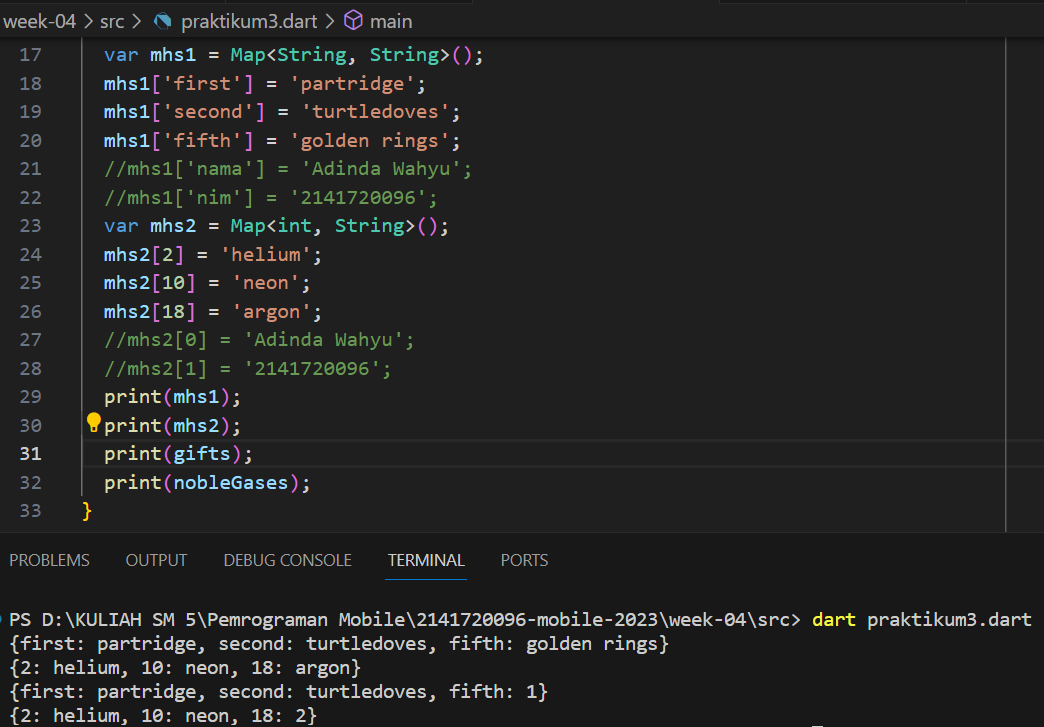 week-04 > src > praktikum3.dart > main
17 var mhs1 = Map<String, String>();
18 mhs1['first'] = 'partridge';
19 mhs1['second'] = 'turtledoves';
20 mhs1['fifth'] = 'golden rings';
21 //mhs1['nama'] = 'Adinda Wahyu';
22 //mhs1['nim'] = '2141720096';
23 var mhs2 = Map<int, String>();
24 mhs2[2] = 'helium';
25 mhs2[10] = 'neon';
26 mhs2[18] = 'argon';
27 //mhs2[0] = 'Adinda Wahyu';
28 //mhs2[1] = '2141720096';
29 print(mhs1);
30 print(mhs2);
31 print(gifts);
32 print(nobleGases);
33 }
PROBLEMS OUTPUT DEBUG CONSOLE TERMINAL PORTS
PS D:\KULIAH SM 5\Pemrograman Mobile\2141720096-mobile-2023\week-04\src> dart praktikum3.dart
{first: partridge, second: turtledoves, fifth: golden rings}
{2: helium, 10: neon, 18: argon}
{first: partridge, second: turtledoves, fifth: 1}
{2: helium, 10: neon, 18: 2}